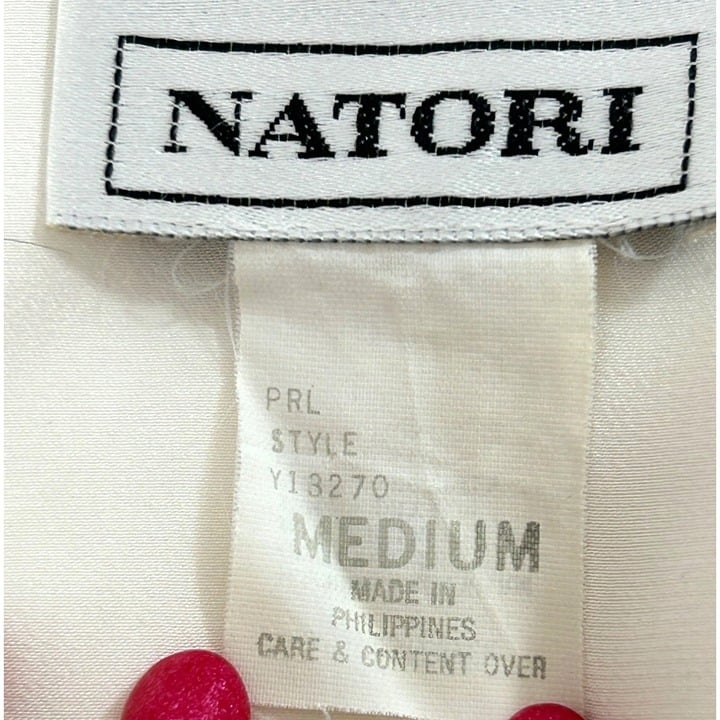 NATORI
PRL
STYLE
Y13270
MEDIUM
MADE IN
PHILIPPINES
CARE & CONTENT OVER